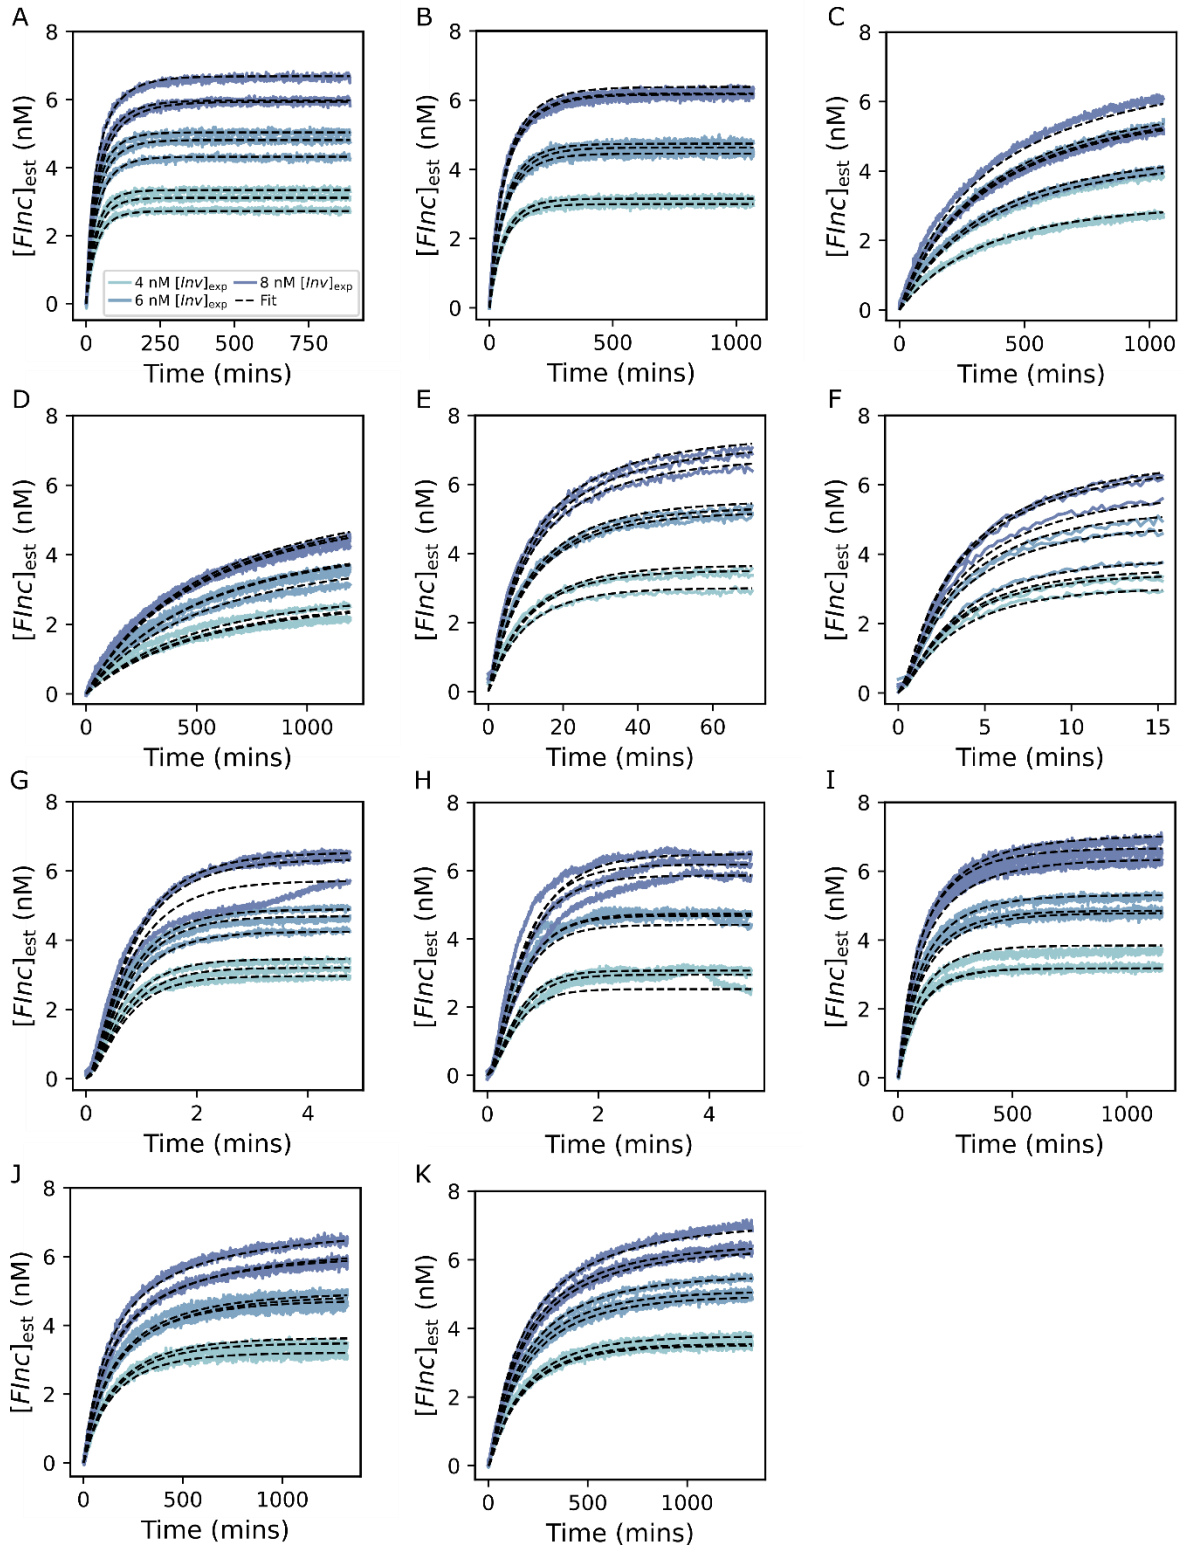 A
8
6
4
2
0
[FInc]est (nM)
4 nM [Inv]exp
6 nM [Inv]exp
8 nM [Inv]exp
Fit
0 250 500 750
Time (mins)
B
8
6
4
2
0
[FInc]est (nM)
0 500 1000
Time (mins)
C
8
6
4
2
0
[FInc]est (nM)
0 500 1000
Time (mins)
D
8
6
4
2
0
[FInc]est (nM)
0 500 1000
Time (mins)
E
8
6
4
2
0
[FInc]est (nM)
0 20 40 60
Time (mins)
F
8
6
4
2
0
[FInc]est (nM)
0 5 10 15
Time (mins)
G
8
6
4
2
0
[FInc]est (nM)
0 2 4
Time (mins)
H
8
6
4
2
0
[FInc]est (nM)
0 2 4
Time (mins)
I
8
6
4
2
0
[FInc]est (nM)
0 500 1000
Time (mins)
J
8
6
4
2
0
[FInc]est (nM)
0 500 1000
Time (mins)
K
8
6
4
2
0
[FInc]est (nM)
0 500 1000
Time (mins)